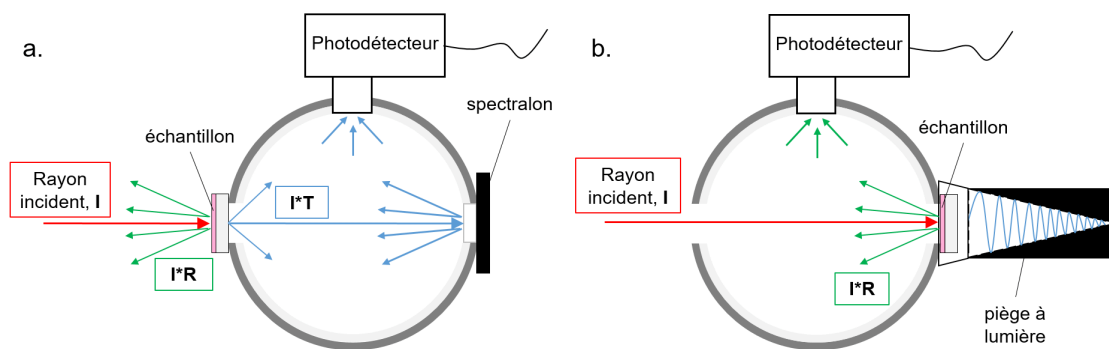 a.
Photodétecteur
spectralon
échantillon
Rayon
incident, I
I*T
I*R
b.
Photodétecteur
échantillon
Rayon
incident, I
I*R
piège à
lumière